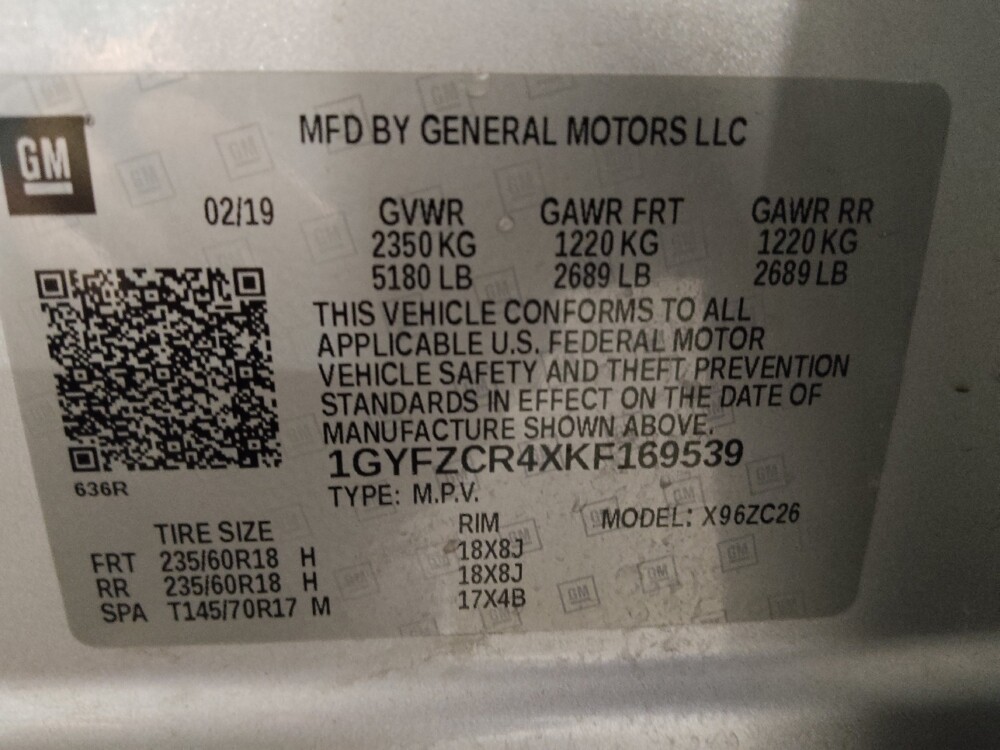 GM
MFD BY GENERAL MOTORS LLC
02/19 GVWR GAWR FRT GAWR RR
2350 KG 1220 KG 1220 KG
5180 LB 2689 LB 2689 LB
THIS VEHICLE CONFORMS TO ALL
APPLICABLE U.S. FEDERAL MOTOR
VEHICLE SAFETY AND THEFT PREVENTION
STANDARDS IN EFFECT ON THE DATE OF
MANUFACTURE SHOWN ABOVE.
1GYFZCR4XKF169539
636R
TYPE: M.P.V.
TIRE SIZE RIM MODEL: X96ZC26
FRT 235/60R18 H 18X8J
RR 235/60R18 H 18X8J
SPA T145/70R17 M 17X4B